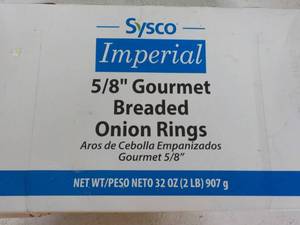 Sysco
Imperial
5/8" Gourmet
Breaded
Onion Rings
Aros de Cebolla Empanizados
Gourmet 5/8"
NET WT/PESO NETO 32 OZ (2 LB) 907 g